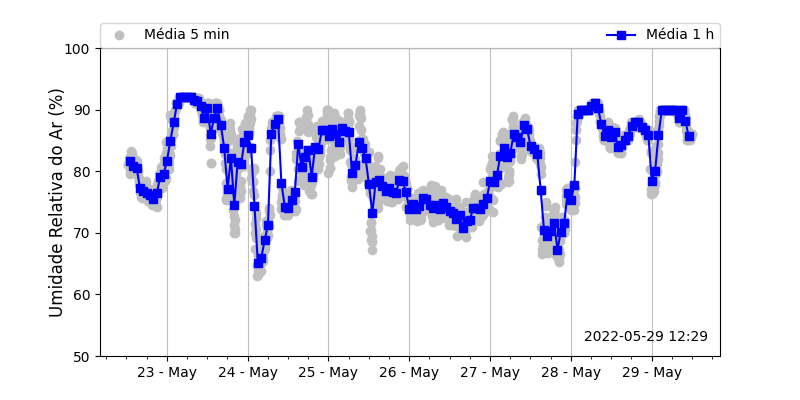 Média 5 min
Média 1 h
Umidade Relativa do Ar (%)
100
90
80
70
60
50
2022-05-29 12:29
23 - May
24 - May
25 - May
26 - May
27 - May
28 - May
29 - May